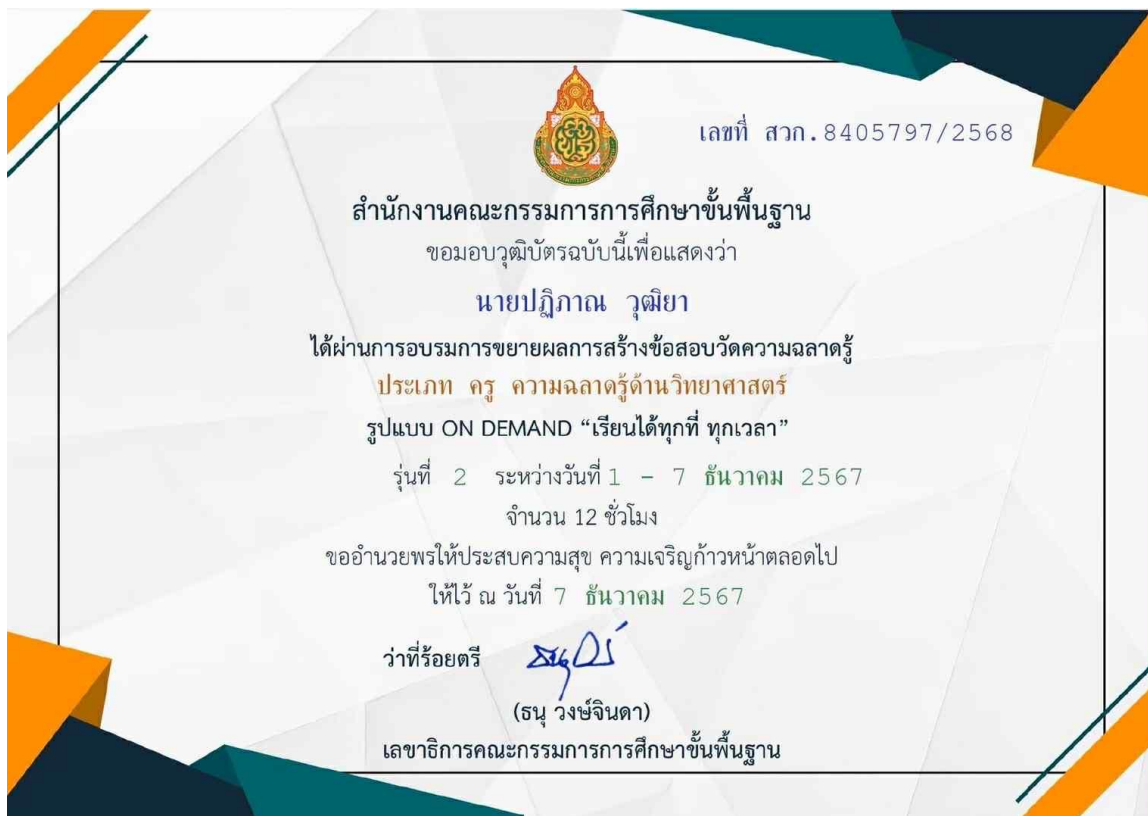 เลขที่ สวก.8405797/2568
สำนักงานคณะกรรมการการศึกษาขั้นพื้นฐาน
ขอมอบวุฒิบัตรฉบับนี้เพื่อแสดงว่า
นายปฏิภาณ วุฒิยา
ได้ผ่านการอบรมการขยายผลการสร้างข้อสอบวัดความฉลาดรู้
ประเภท ครู ความฉลาดรู้ด้านวิทยาศาสตร์
รูปแบบ ON DEMAND “เรียนได้ทุกที่ ทุกเวลา”
รุ่นที่ 2 ระหว่างวันที่ 1 - 7 ธันวาคม 2567
จำนวน 12 ชั่วโมง
ขออำนวยพรให้ประสบความสุข ความเจริญก้าวหน้าตลอดไป
ให้ไว้ ณ วันที่ 7 ธันวาคม 2567
ว่าที่ร้อยตรี
(ธนุ วงษ์จินดา)
เลขาธิการคณะกรรมการการศึกษาขั้นพื้นฐาน